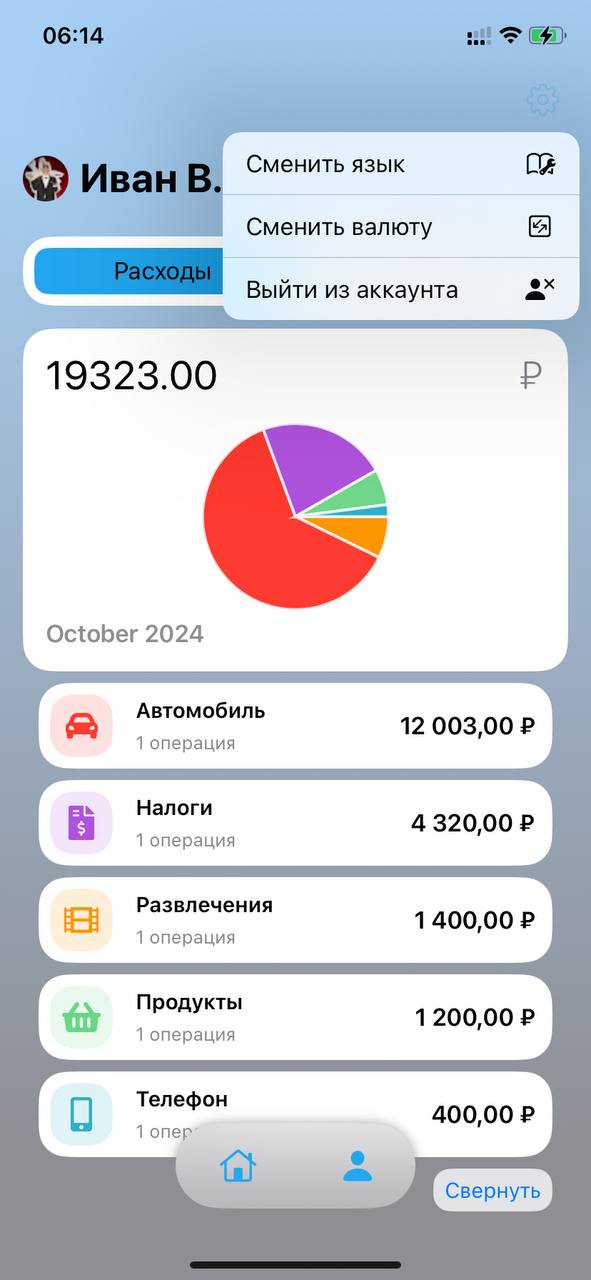 06:14
Сменить язык
Иван В.
Сменить валюту
Расходы
Выйти из аккаунта
19323.00 ₽
October 2024
Автомобиль
12 003,00 ₽
1 операция
Налоги
4 320,00 ₽
1 операция
Развлечения
1 400,00 ₽
1 операция
Продукты
1 200,00 ₽
1 операция
Телефон
400,00 ₽
1 опер
Свернуть